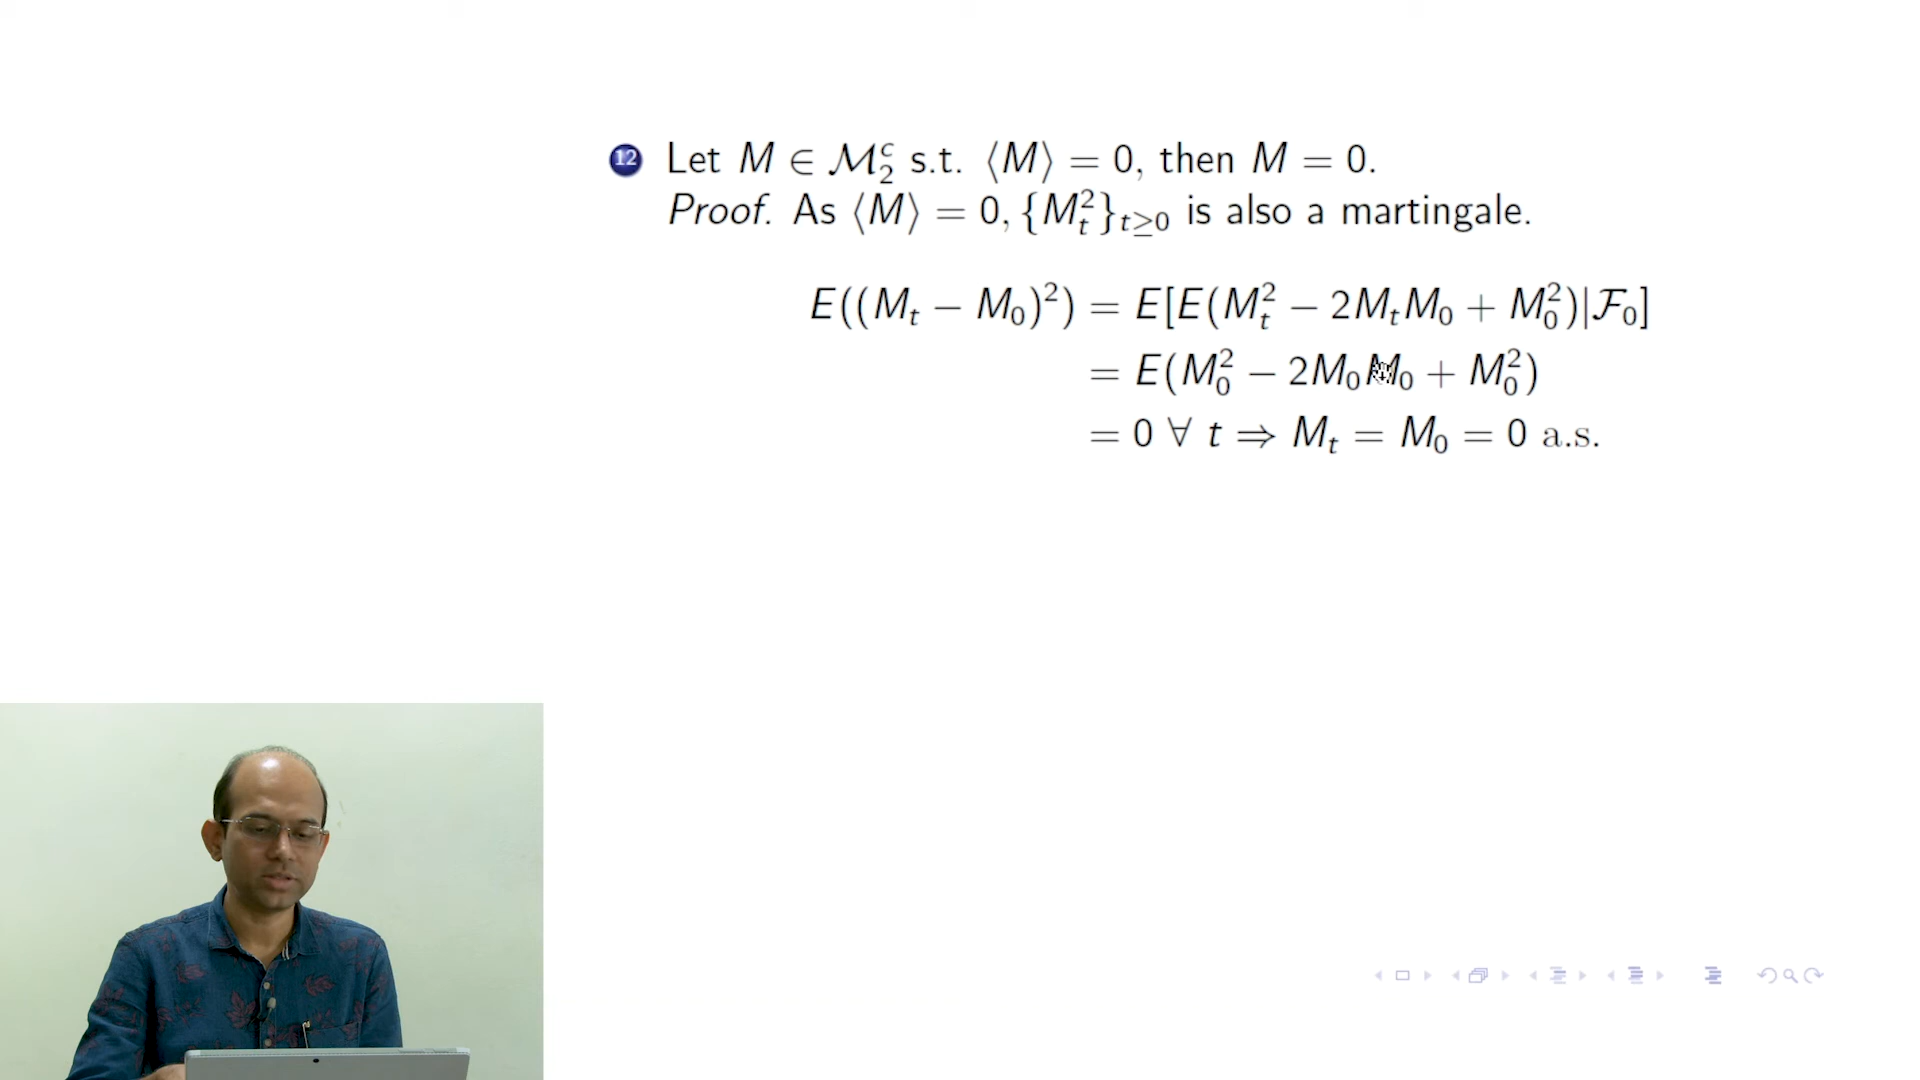 12 Let M ∈ ℳ₂ᶜ s.t. ⟨M⟩ = 0, then M = 0.
Proof. As ⟨M⟩ = 0, {M_t²}_{t≥0} is also a martingale.
E((M_t − M_0)²) = E[E(M_t² − 2M_tM_0 + M_0²)|ℱ_0]
= E(M_0² − 2M_0M_0 + M_0²)
= 0 ∀ t ⇒ M_t = M_0 = 0 a.s.